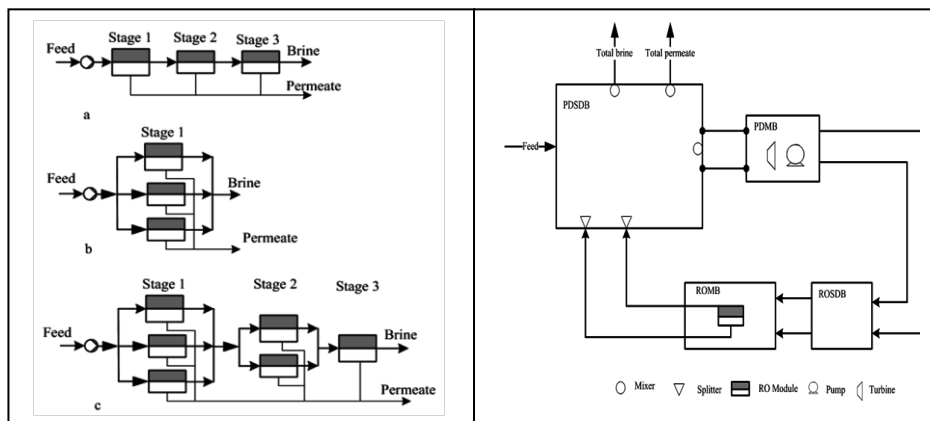 Stage 1 Stage 2 Stage 3
Feed
Brine
Permeate
a
Stage 1
Feed
Brine
Permeate
b
Stage 1 Stage 2 Stage 3
Feed
Brine
Permeate
c
Total brine Total permeate
PDSDB
PDMB
Feed
ROMB
ROSDB
Mixer Splitter RO Module Pump Turbine